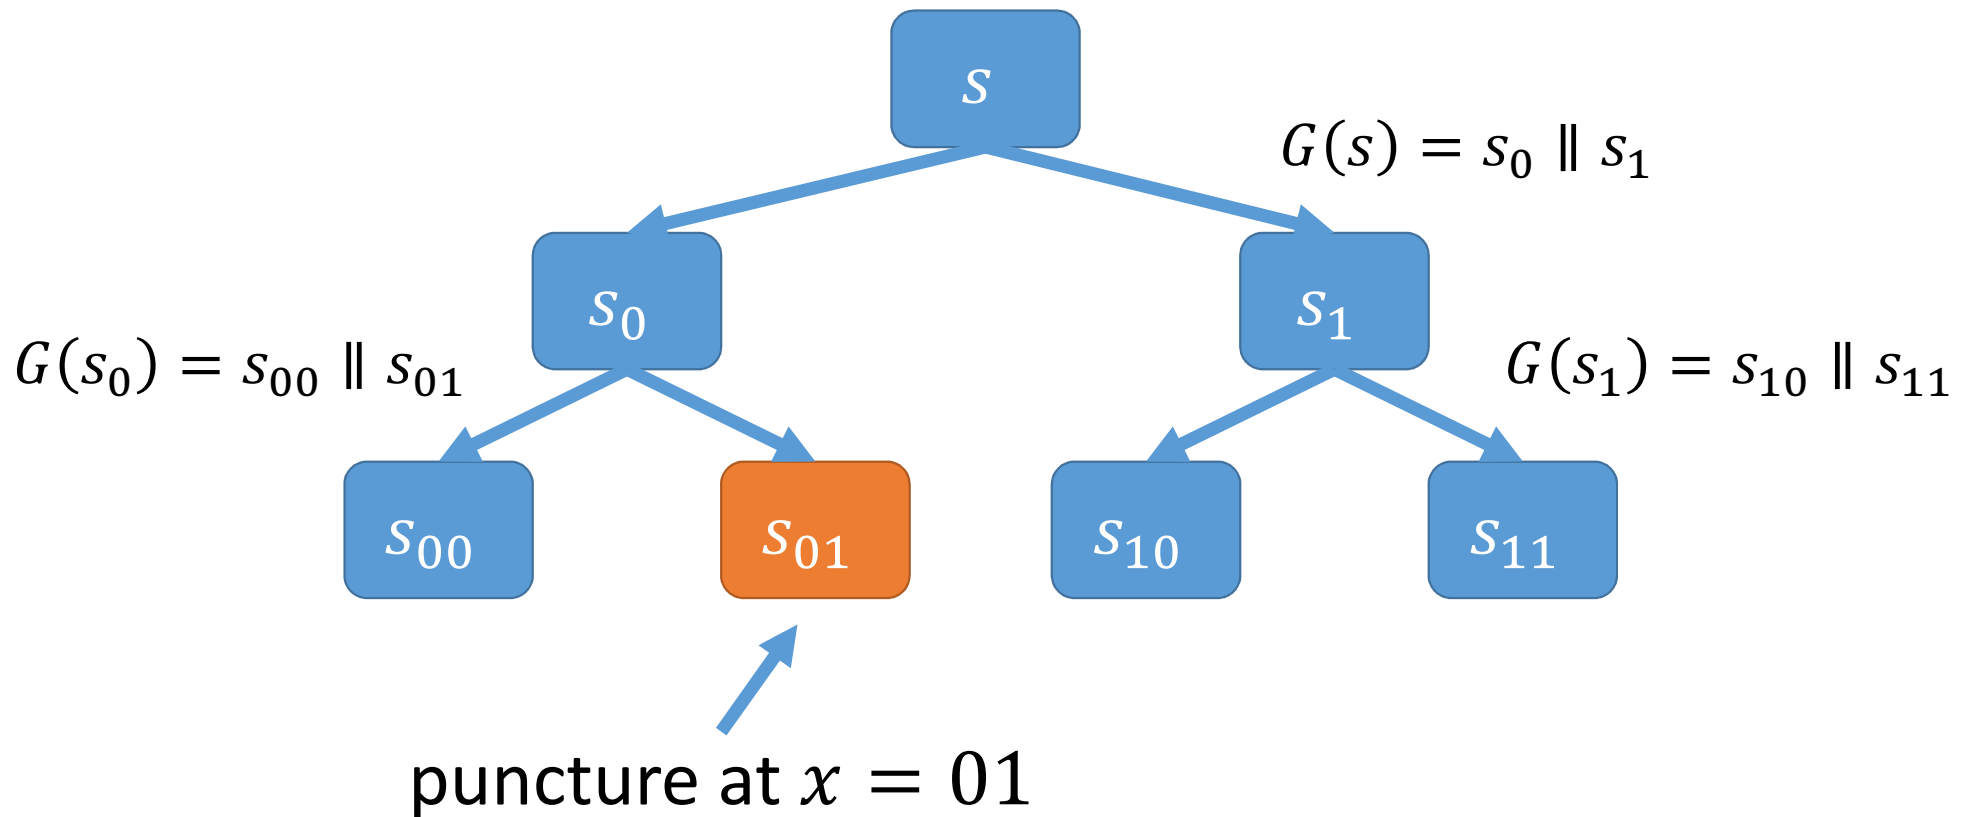 s
G(s) = s₀ ∥ s₁
s₀
s₁
G(s₀) = s₀₀ ∥ s₀₁
G(s₁) = s₁₀ ∥ s₁₁
s₀₀
s₀₁
s₁₀
s₁₁
puncture at x = 01